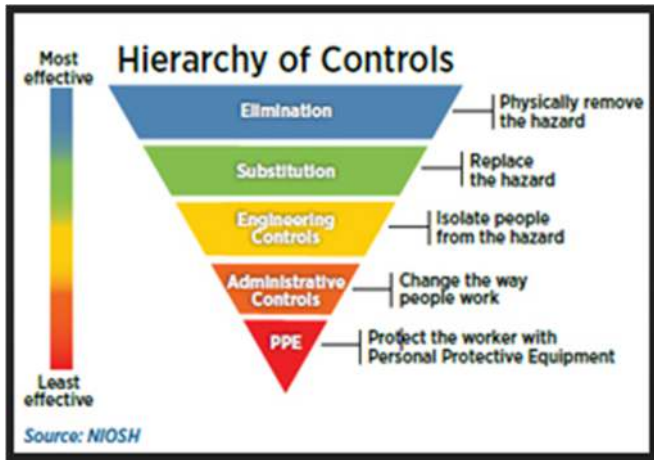 Most
effective
Hierarchy of Controls
Elimination
Physically remove
the hazard
Substitution
Replace
the hazard
Engineering
Controls
Isolate people
from the hazard
Administrative
Controls
Change the way
people work
PPE
Protect the worker with
Personal Protective Equipment
Least
effective
Source: NIOSH